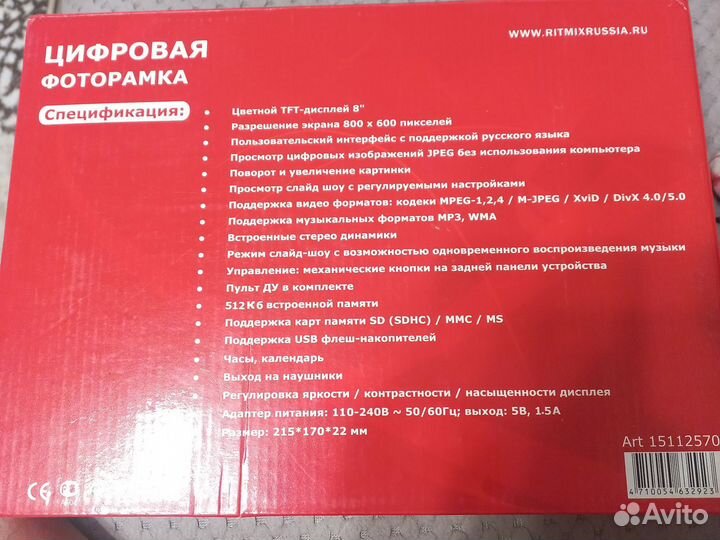 WWW.RITMIXRUSSIA.RU
ЦИФРОВАЯ
ФОТОРАМКА
Спецификация:
• Цветной TFT-дисплей 8"
• Разрешение экрана 800 x 600 пикселей
• Пользовательский интерфейс с поддержкой русского языка
• Просмотр цифровых изображений JPEG без использования компьютера
• Поворот и увеличение картинки
• Просмотр слайд шоу с регулируемыми настройками
• Поддержка видео форматов: кодеки MPEG-1,2,4 / M-JPEG / XviD / DivX 4.0/5.0
• Поддержка музыкальных форматов MP3, WMA
• Встроенные стерео динамики
• Режим слайд-шоу с возможностью одновременного воспроизведения музыки
• Управление: механические кнопки на задней панели устройства
• Пульт ДУ в комплекте
• 512Кб встроенной памяти
• Поддержка карт памяти SD (SDHC) / MMC / MS
• Поддержка USB флеш-накопителей
• Часы, календарь
• Выход на наушники
• Регулировка яркости / контрастности / насыщенности дисплея
• Адаптер питания: 110-240В ~ 50/60Гц; выход: 5В, 1.5А
• Размер: 215*170*22 мм
Art 15112570
4710054632923
CE
Avito